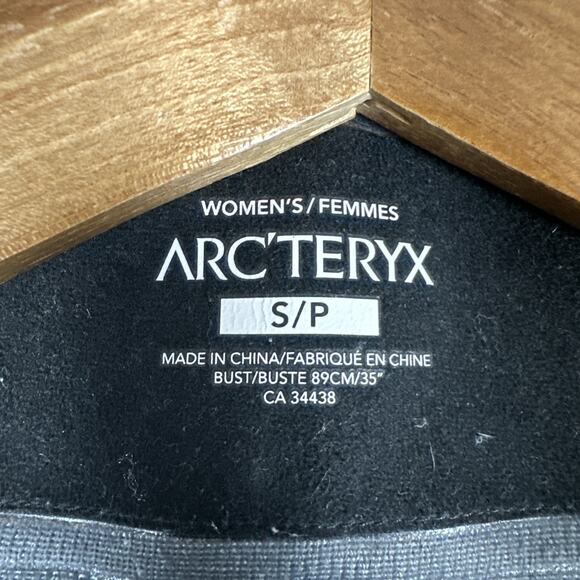 WOMEN'S/FEMMES
ARC'TERYX
S/P
MADE IN CHINA/FABRIQUÉ EN CHINE
BUST/BUSTE 89CM/35"
CA 34438